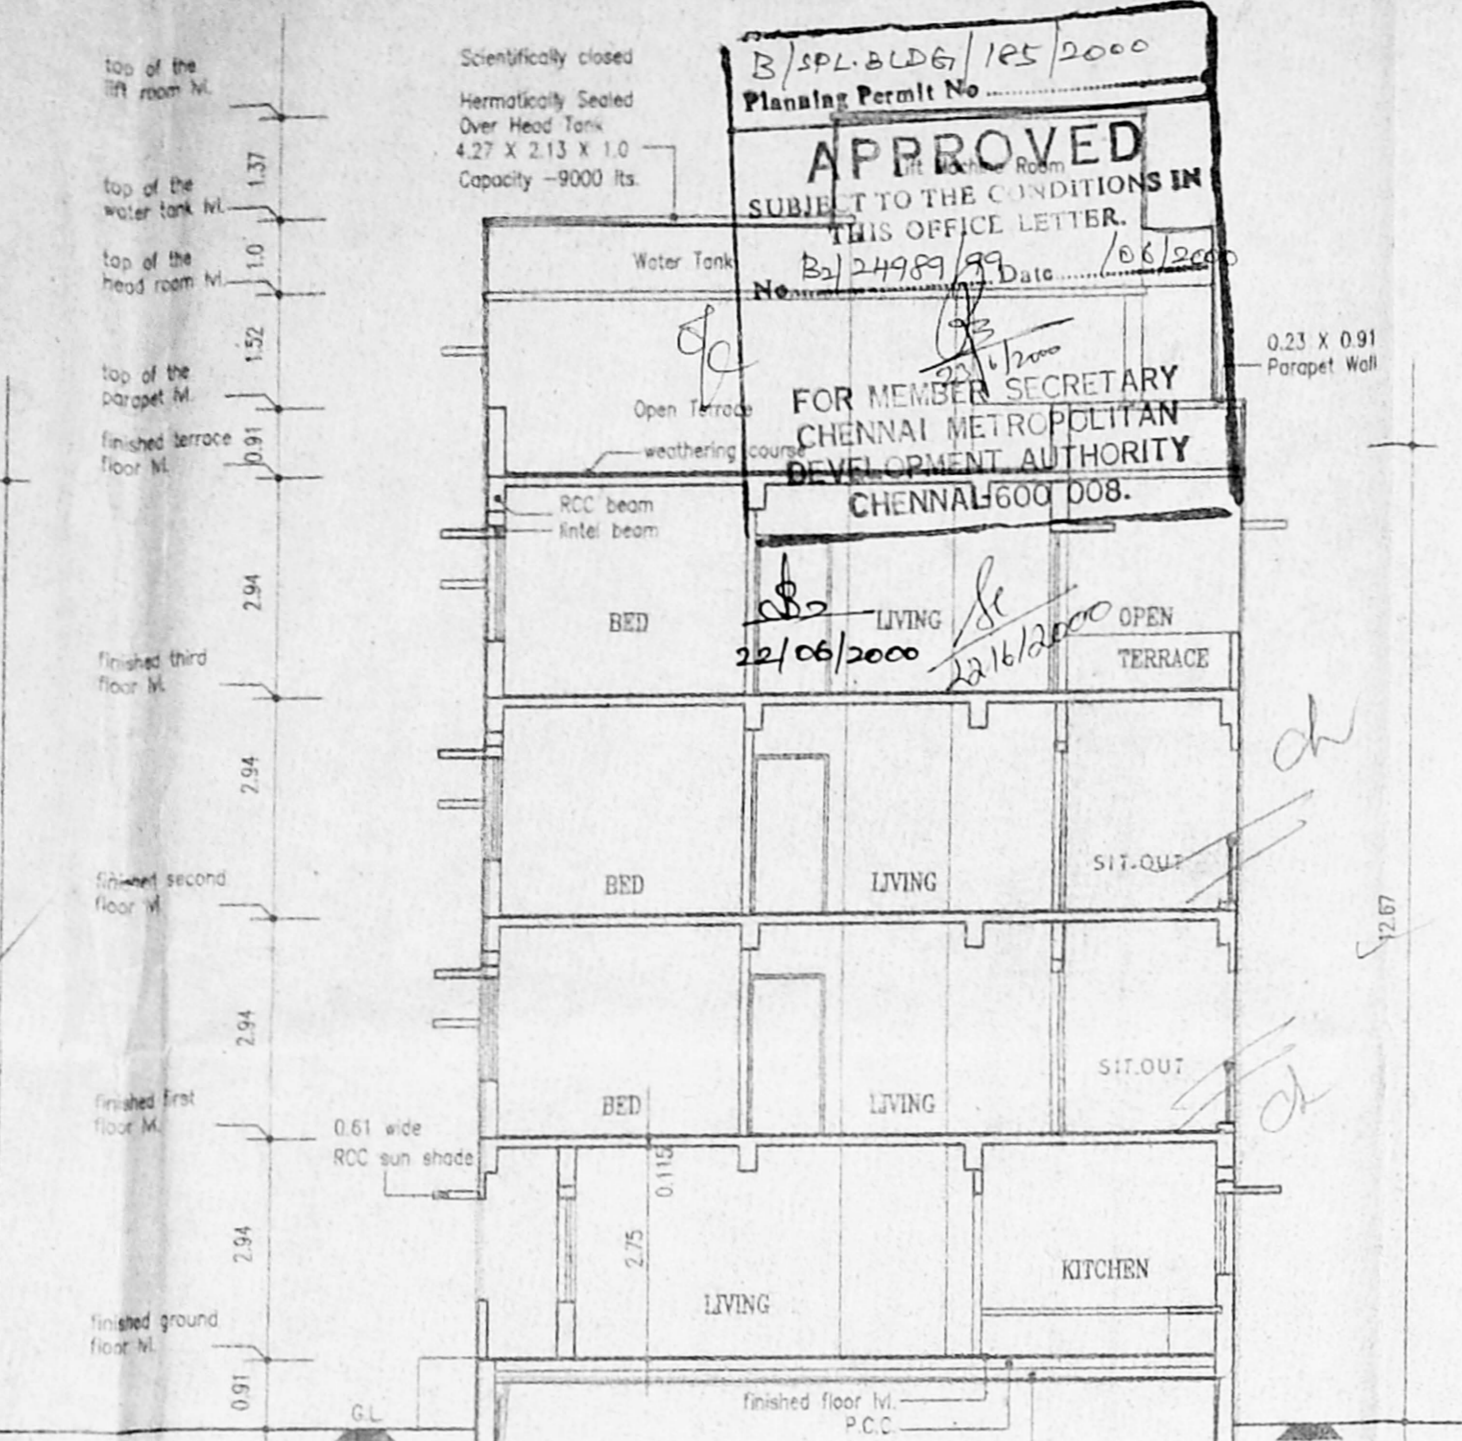 top of the
lift room lvl.
1.37
top of the
water tank lvl.
1.0
top of the
head room lvl.
1.52
top of the
parapet lvl.
0.91
finished terrace
floor lvl.
2.94
finished third
floor lvl.
2.94
finished second
floor lvl.
2.94
finished first
floor lvl.
2.94
finished ground
floor lvl.
0.91
G.L
Scientifically closed
Hermatically Sealed
Over Head Tank
4.27 X 2.13 X 1.0
Capacity -9000 lts.
B/SPL.BLDG/185/2000
Planning Permit No
APPROVED
Lift Machine Room
SUBJECT TO THE CONDITIONS IN
THIS OFFICE LETTER.
No B2/24989/99 Date /06/2000
FOR MEMBER SECRETARY
CHENNAI METROPOLITAN
DEVELOPMENT AUTHORITY
CHENNAI-600 008.
Water Tank
Open Terrace
weathering course
RCC beam
lintel beam
0.23 X 0.91
Parapet Wall
BED
LIVING
OPEN
TERRACE
22/06/2000
22/6/2000
BED
LIVING
SIT.OUT
12.67
BED
LIVING
SIT.OUT
0.61 wide
RCC sun shade
0.115
2.75
LIVING
KITCHEN
finished floor lvl.
P.C.C.